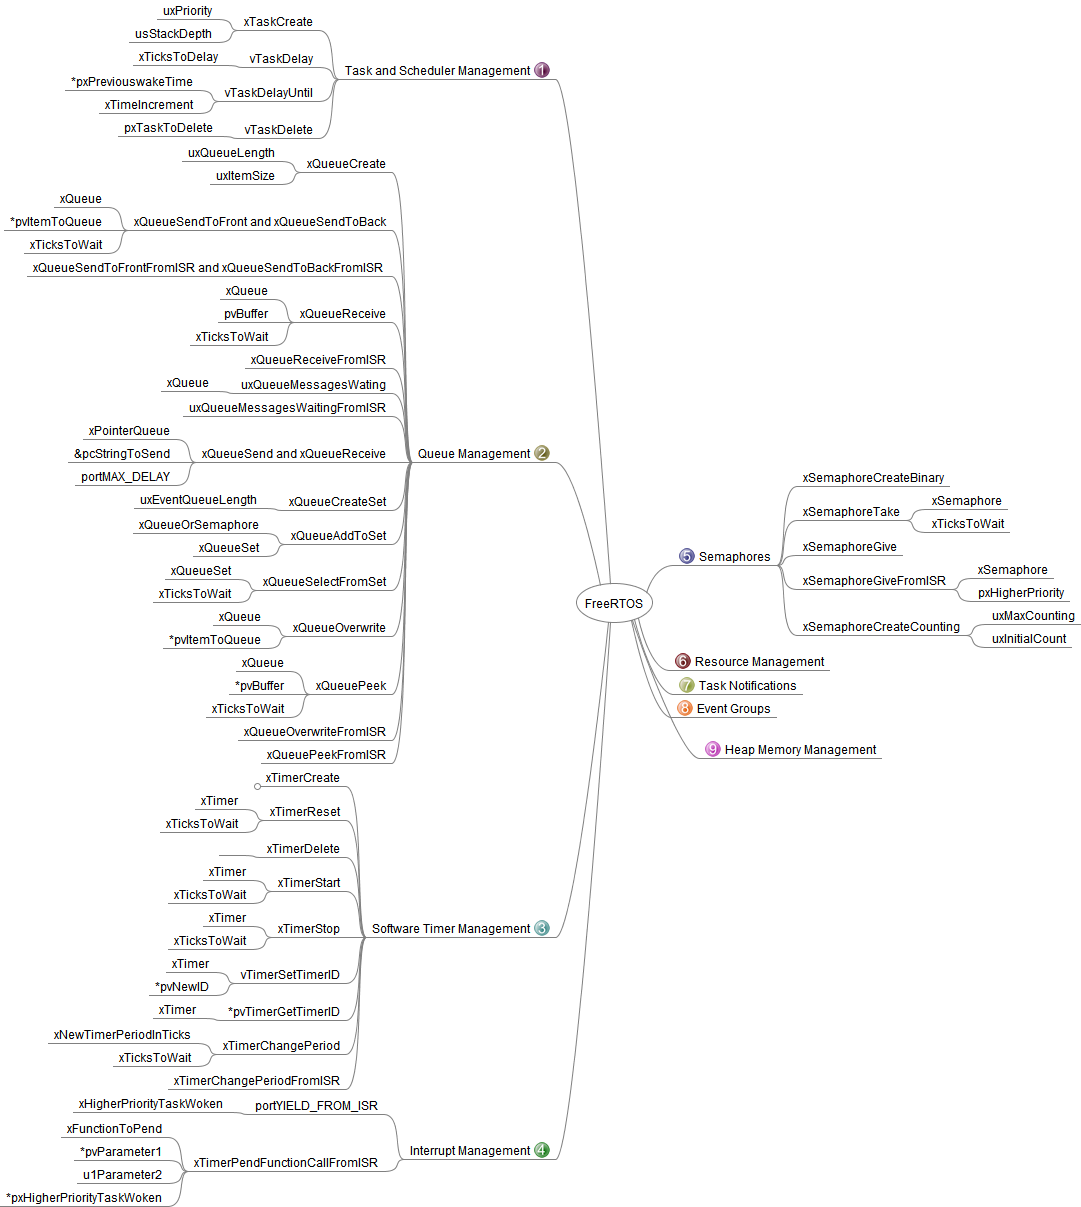 FreeRTOS
1 Task and Scheduler Management
xTaskCreate
uxPriority
usStackDepth
vTaskDelay
xTicksToDelay
vTaskDelayUntil
*pxPreviouswakeTime
xTimeIncrement
vTaskDelete
pxTaskToDelete
2 Queue Management
xQueueCreate
uxQueueLength
uxItemSize
xQueueSendToFront and xQueueSendToBack
xQueue
*pvItemToQueue
xTicksToWait
xQueueSendToFrontFromISR and xQueueSendToBackFromISR
xQueueReceive
xQueue
pvBuffer
xTicksToWait
xQueueReceiveFromISR
uxQueueMessagesWating
xQueue
uxQueueMessagesWaitingFromISR
xQueueSend and xQueueReceive
xPointerQueue
&pcStringToSend
portMAX_DELAY
xQueueCreateSet
uxEventQueueLength
xQueueAddToSet
xQueueOrSemaphore
xQueueSet
xQueueSelectFromSet
xQueueSet
xTicksToWait
xQueueOverwrite
xQueue
*pvItemToQueue
xQueuePeek
xQueue
*pvBuffer
xTicksToWait
xQueueOverwriteFromISR
xQueuePeekFromISR
3 Software Timer Management
xTimerCreate
xTimerReset
xTimer
xTicksToWait
xTimerDelete
xTimerStart
xTimer
xTicksToWait
xTimerStop
xTimer
xTicksToWait
vTimerSetTimerID
xTimer
*pvNewID
*pvTimerGetTimerID
xTimer
xTimerChangePeriod
xNewTimerPeriodInTicks
xTicksToWait
xTimerChangePeriodFromISR
4 Interrupt Management
portYIELD_FROM_ISR
xHigherPriorityTaskWoken
xTimerPendFunctionCallFromISR
xFunctionToPend
*pvParameter1
u1Parameter2
*pxHigherPriorityTaskWoken
5 Semaphores
xSemaphoreCreateBinary
xSemaphoreTake
xSemaphore
xTicksToWait
xSemaphoreGive
xSemaphoreGiveFromISR
xSemaphore
pxHigherPriority
xSemaphoreCreateCounting
uxMaxCounting
uxInitialCount
6 Resource Management
7 Task Notifications
8 Event Groups
9 Heap Memory Management